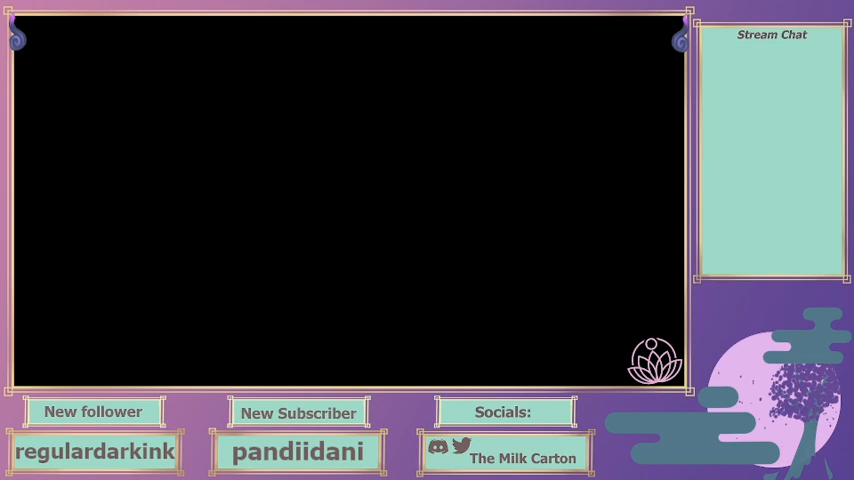 Stream Chat
New follower
New Subscriber
Socials:
regulardarkink
pandiidani
The Milk Carton